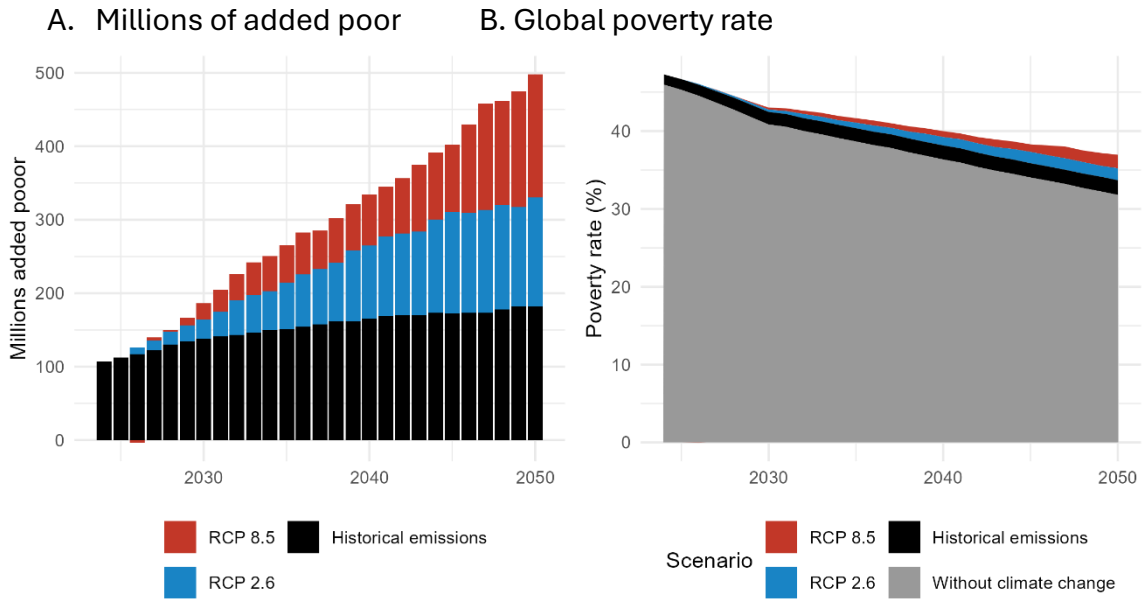 A. Millions of added poor
B. Global poverty rate
Millions added pooor
500
400
300
200
100
0
2030
2040
2050
RCP 8.5
Historical emissions
RCP 2.6
Poverty rate (%)
40
30
20
10
0
2030
2040
2050
Scenario
RCP 8.5
Historical emissions
RCP 2.6
Without climate change